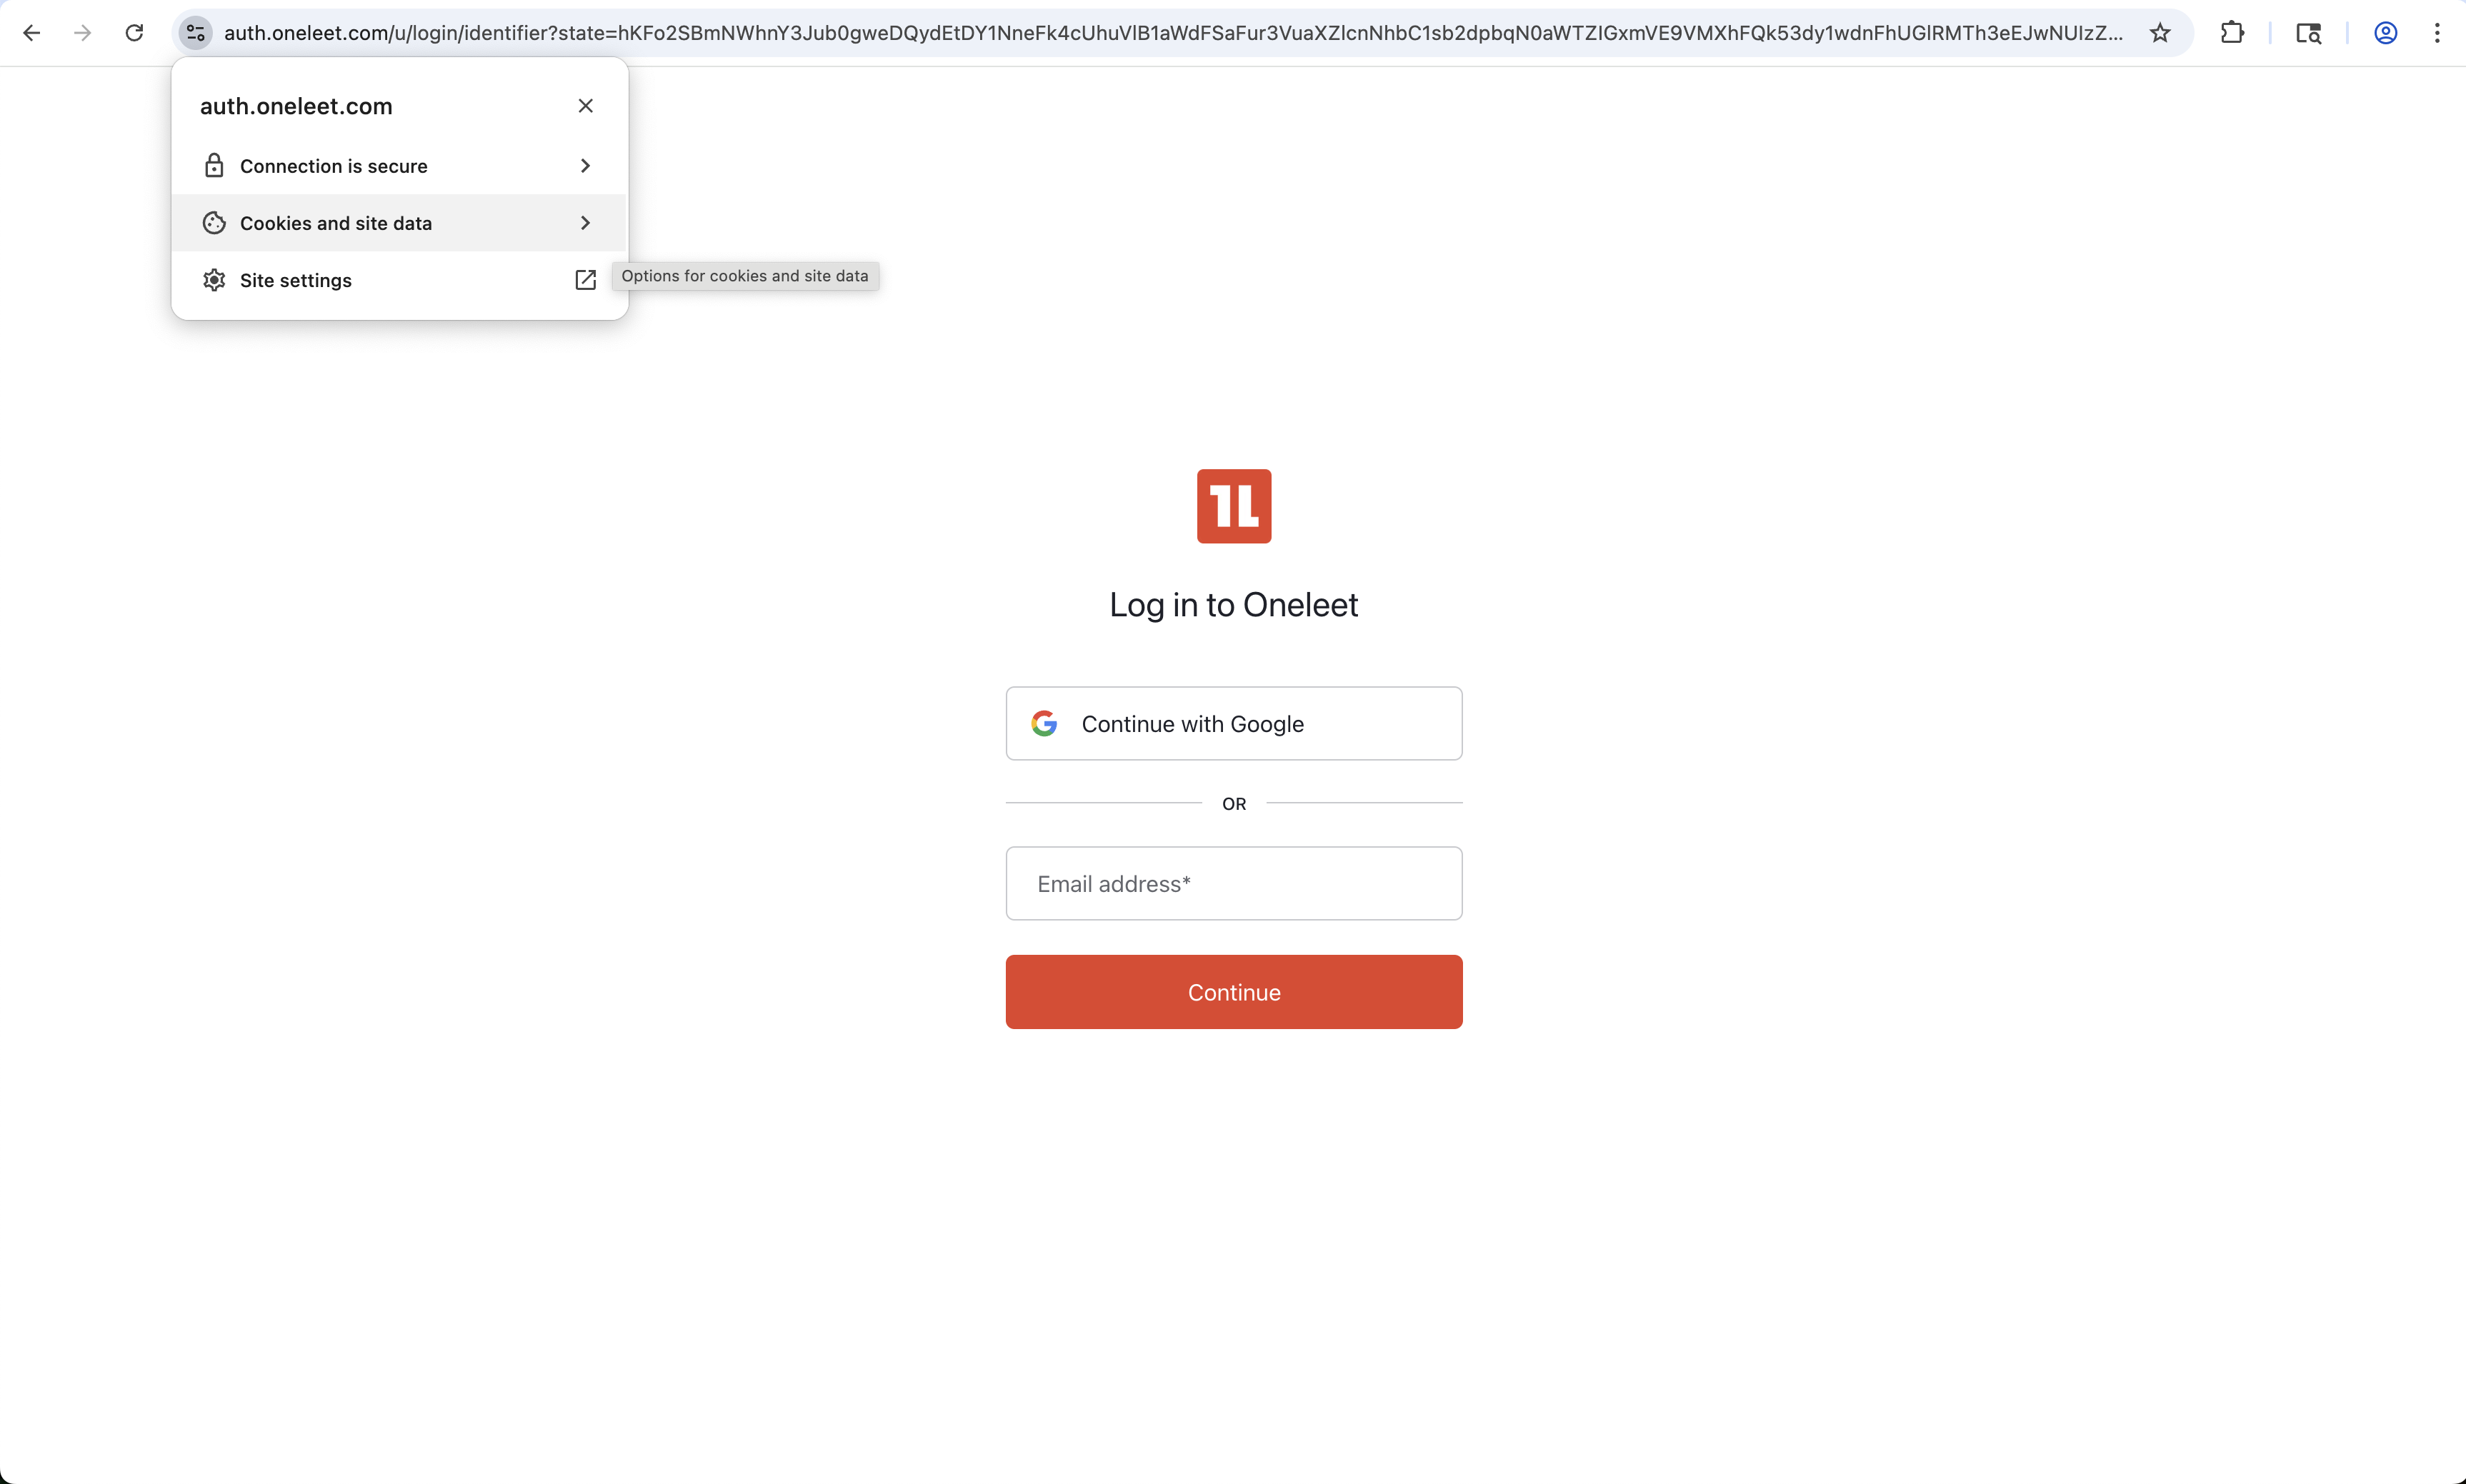 auth.oneleet.com/u/login/identifier?state=hKFo2SBmNWhnY3Jub0gweDQydEtDY1NneFk4cUhuVlB1aWdFSaFur3VuaXZlcnNhbC1sb2dpbqN0aWTZIGxmVE9VMXhFQk53dy1wdnFhUGlRMTh3eEJwNUIzZ...
auth.oneleet.com
Connection is secure
Cookies and site data
Site settings
Options for cookies and site data
1L
Log in to Oneleet
Continue with Google
OR
Email address*
Continue